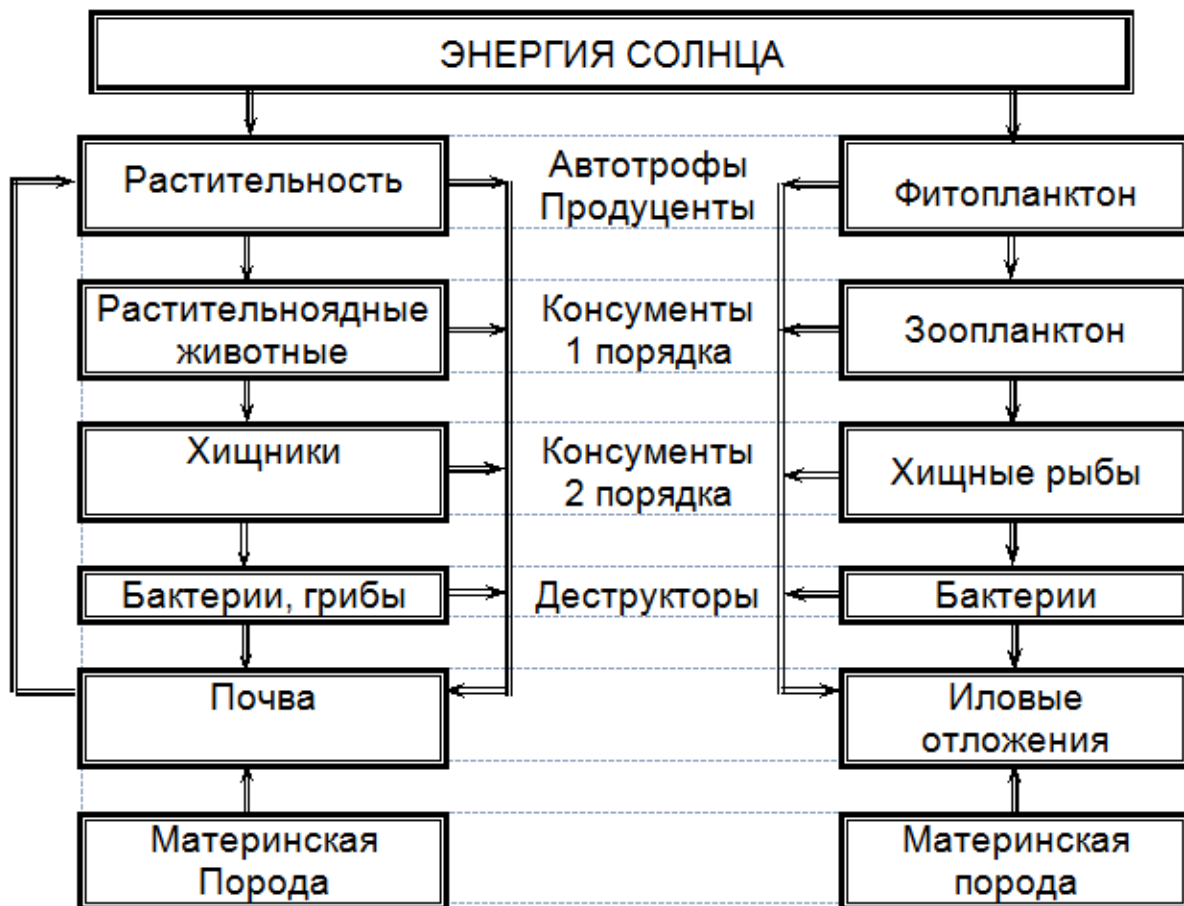 ЭНЕРГИЯ СОЛНЦА
Растительность
Автотрофы
Продуценты
Фитопланктон
Растительноядные
животные
Консументы
1 порядка
Зоопланктон
Хищники
Консументы
2 порядка
Хищные рыбы
Бактерии, грибы
Деструкторы
Бактерии
Почва
Иловые
отложения
Материнская
Порода
Материнская
порода